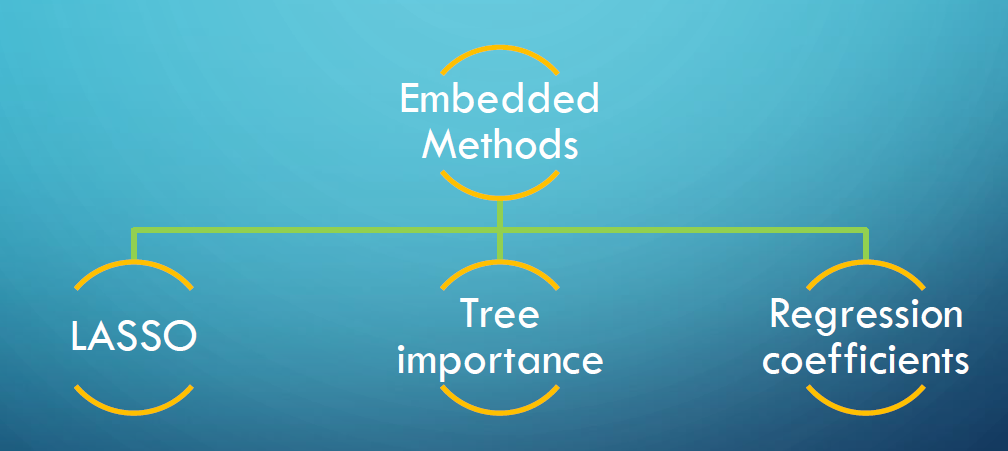 Embedded
Methods
LASSO
Tree
importance
Regression
coefficients